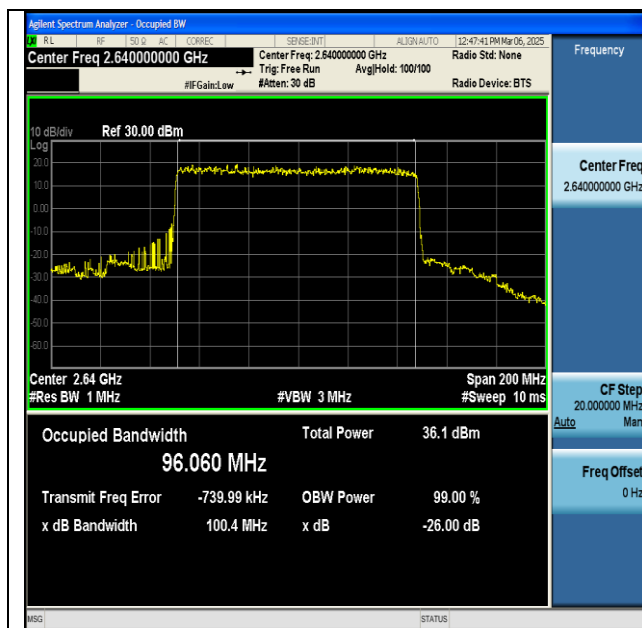 Agilent Spectrum Analyzer - Occupied BW
RL RF 50 Ω AC CORREC SENSE:INT ALIGN AUTO 12:47:41 PM Mar 06, 2025
Center Freq 2.640000000 GHz
Center Freq: 2.640000000 GHz Radio Std: None
Trig: Free Run Avg|Hold: 100/100
#IFGain:Low #Atten: 30 dB Radio Device: BTS
Frequency
10 dB/div Ref 30.00 dBm
Log
20.0
10.0
0.00
-10.0
-20.0
-30.0
-40.0
-50.0
-60.0
Center 2.64 GHz Span 200 MHz
#Res BW 1 MHz #VBW 3 MHz #Sweep 10 ms
Occupied Bandwidth Total Power 36.1 dBm
96.060 MHz
Transmit Freq Error -739.99 kHz OBW Power 99.00 %
x dB Bandwidth 100.4 MHz x dB -26.00 dB
Center Freq
2.640000000 GHz
CF Step
20.000000 MHz
Auto Man
Freq Offset
0 Hz
MSG STATUS